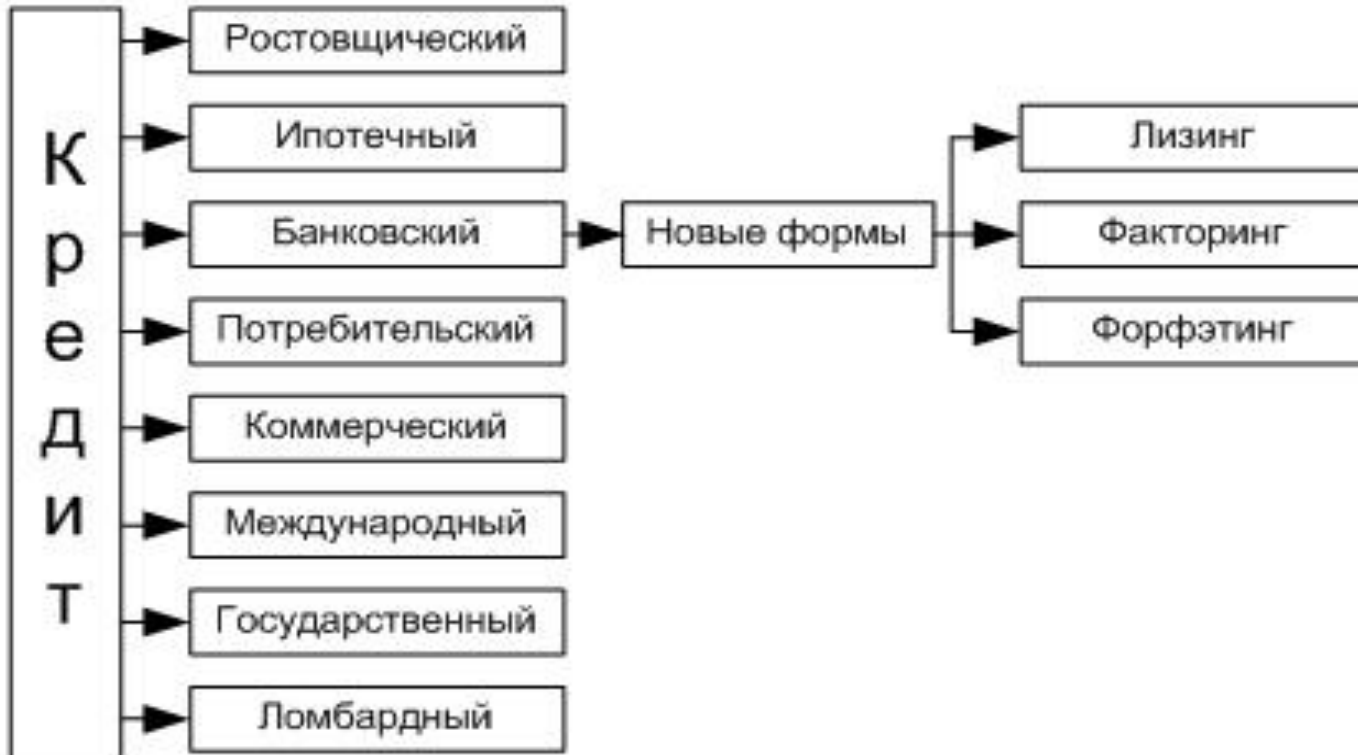 Кредит
Ростовщический
Ипотечный
Банковский
Потребительский
Коммерческий
Международный
Государственный
Ломбардный
Новые формы
Лизинг
Факторинг
Форфэтинг